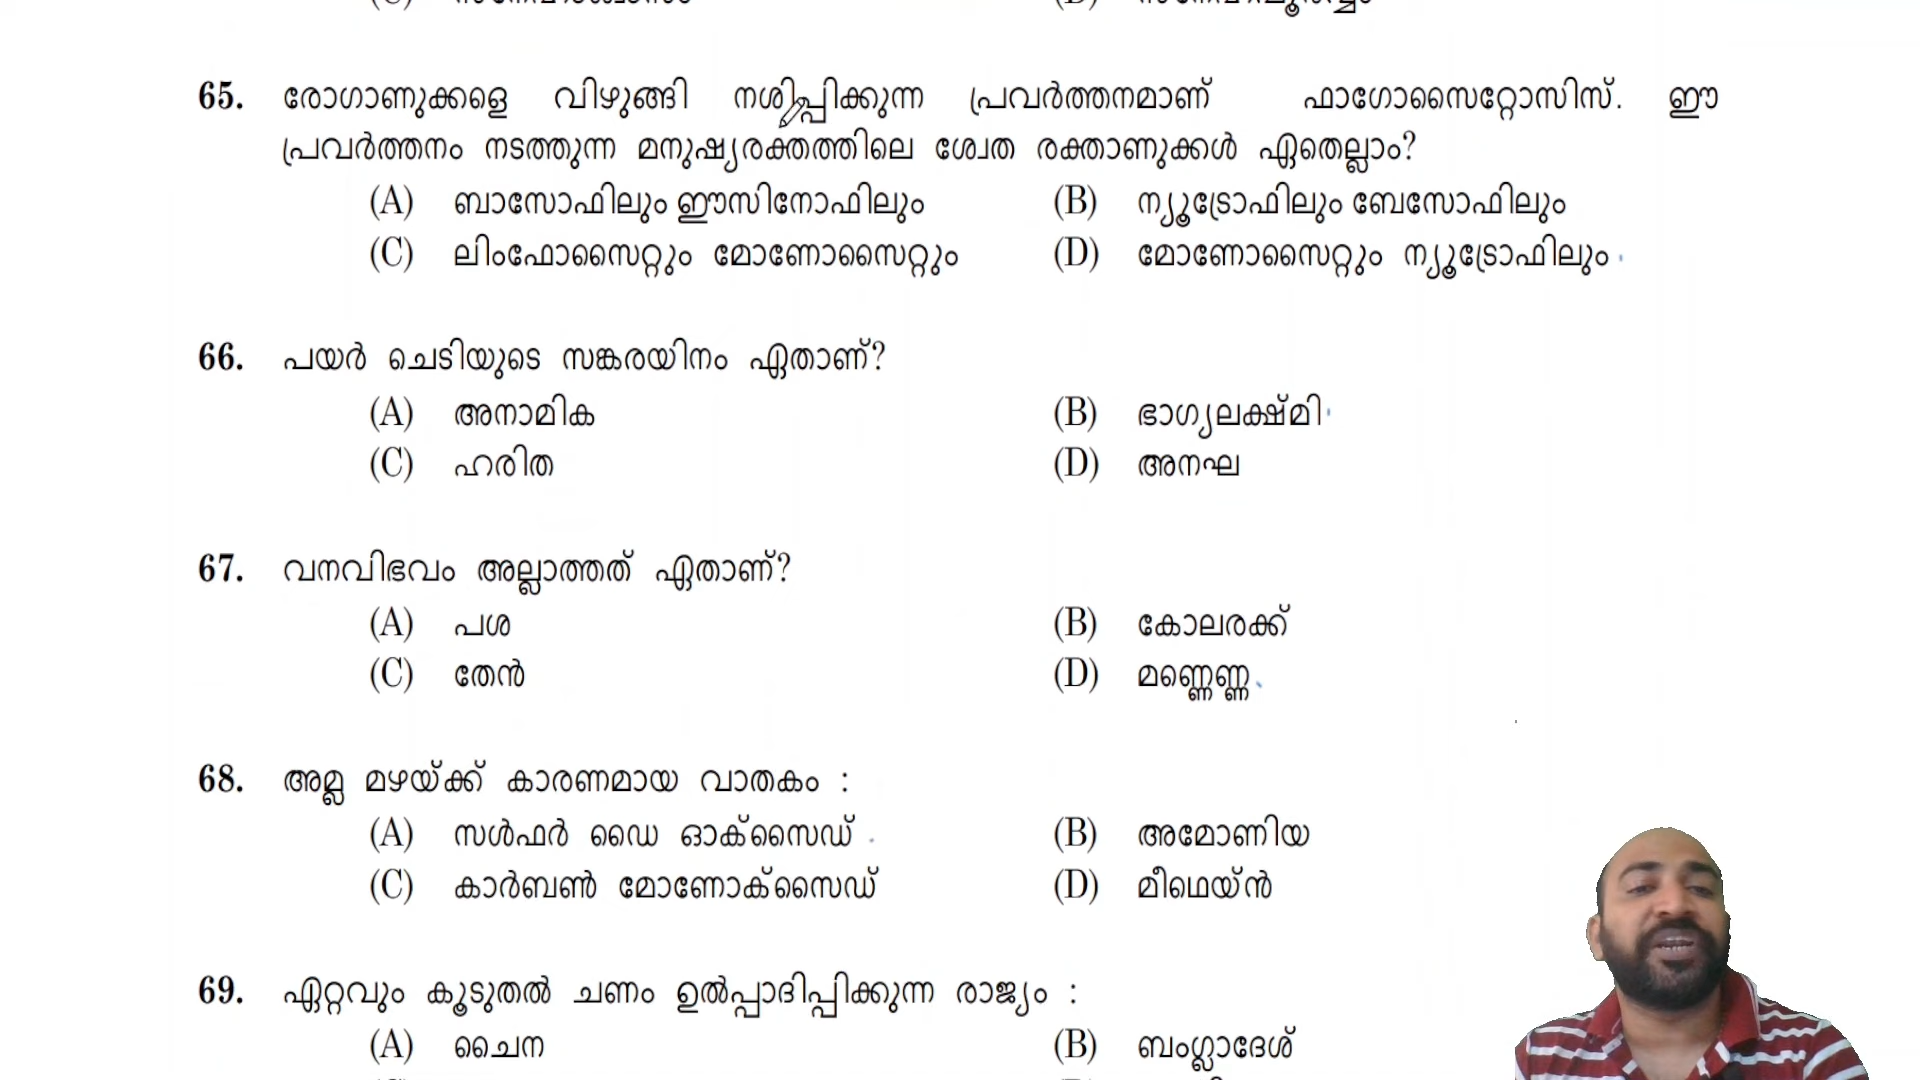 65. രോഗാണുക്കളെ വിഴുങ്ങി നശിപ്പിക്കുന്ന പ്രവർത്തനമാണ് ഫാഗോസൈറ്റോസിസ്. ഈ
പ്രവർത്തനം നടത്തുന്ന മനുഷ്യരക്തത്തിലെ ശ്വേത രക്താണുക്കൾ ഏതെല്ലാം?
(A) ബാസോഫിലും ഈസിനോഫിലും (B) ന്യൂട്രോഫിലും ബേസോഫിലും
(C) ലിംഫോസൈറ്റും മോണോസൈറ്റും (D) മോണോസൈറ്റും ന്യൂട്രോഫിലും
66. പയർ ചെടിയുടെ സങ്കരയിനം ഏതാണ്?
(A) അനാമിക (B) ഭാഗ്യലക്ഷ്മി
(C) ഹരിത (D) അനഘ
67. വനവിഭവം അല്ലാത്തത് ഏതാണ്?
(A) പശ (B) കോലരക്ക്
(C) തേൻ (D) മണ്ണെണ്ണ
68. അമ്ല മഴയ്ക്ക് കാരണമായ വാതകം :
(A) സൾഫർ ഡൈ ഓക്സൈഡ് (B) അമോണിയ
(C) കാർബൺ മോണോക്സൈഡ് (D) മീഥെയ്ൻ
69. ഏറ്റവും കൂടുതൽ ചണം ഉൽപ്പാദിപ്പിക്കുന്ന രാജ്യം :
(A) ചൈന (B) ബംഗ്ലാദേശ്